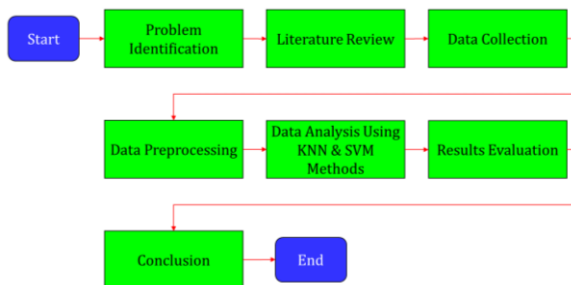 Start
Problem
Identification
Literature Review
Data Collection
Data Preprocessing
Data Analysis Using
KNN & SVM
Methods
Results Evaluation
Conclusion
End